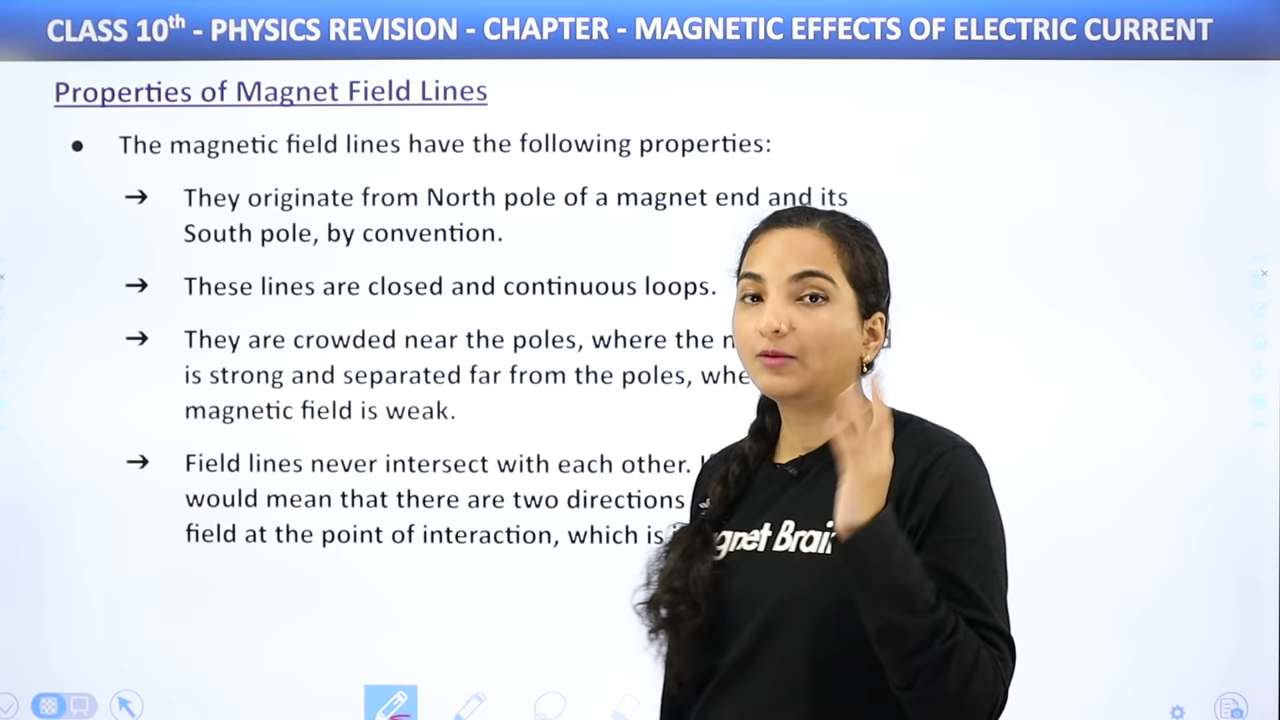 CLASS 10th - PHYSICS REVISION - CHAPTER - MAGNETIC EFFECTS OF ELECTRIC CURRENT
Properties of Magnet Field Lines
● The magnetic field lines have the following properties:
➔ They originate from North pole of a magnet end and its
South pole, by convention.
➔ These lines are closed and continuous loops.
➔ They are crowded near the poles, where the
is strong and separated far from the poles,
magnetic field is weak.
➔ Field lines never intersect with each other.
would mean that there are two directions
field at the point of interaction, which is
gnet Brai